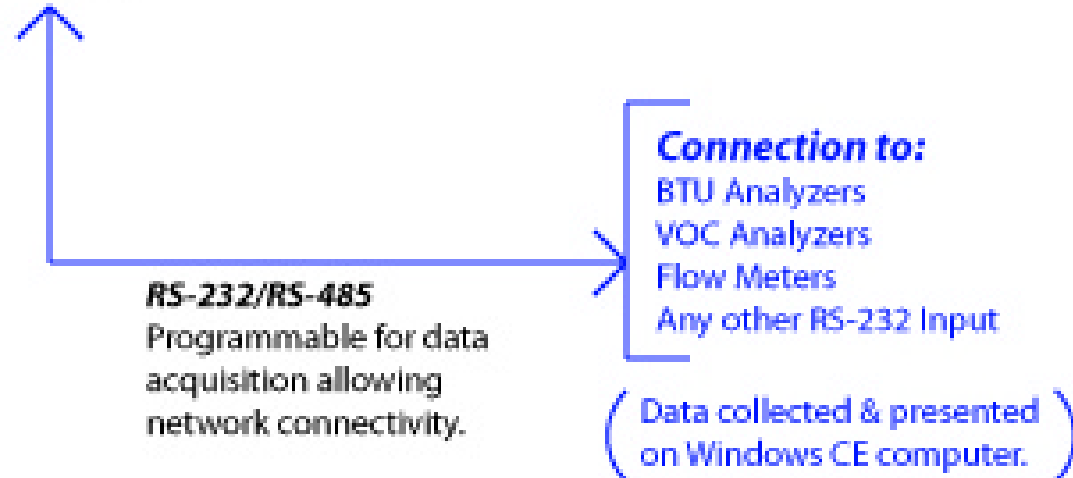 Connection to:
BTU Analyzers
VOC Analyzers
Flow Meters
Any other RS-232 Input
RS-232/RS-485
Programmable for data
acquisition allowing
network connectivity.
Data collected & presented
on Windows CE computer.